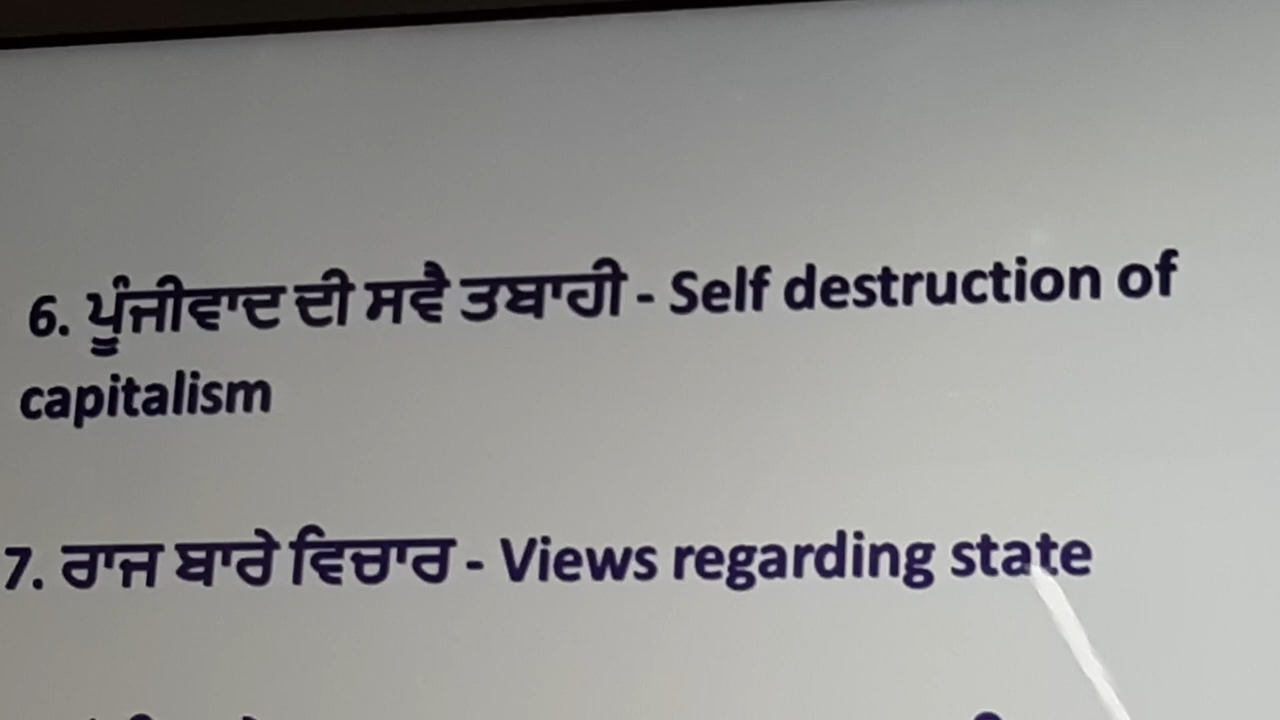 6. ਪੂੰਜੀਵਾਦ ਦੀ ਸਵੈ ਤਬਾਹੀ - Self destruction of
capitalism
7. ਰਾਜ ਬਾਰੇ ਵਿਚਾਰ - Views regarding state